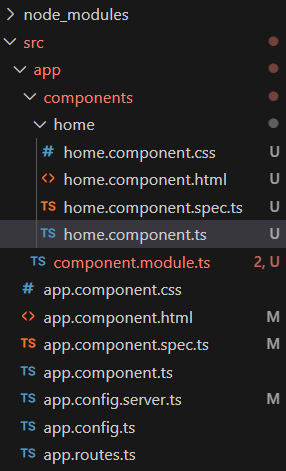 node_modules
src
app
components
home
# home.component.css U
<> home.component.html U
TS home.component.spec.ts U
TS home.component.ts U
TS component.module.ts 2, U
# app.component.css
<> app.component.html M
TS app.component.spec.ts M
TS app.component.ts
TS app.config.server.ts M
TS app.config.ts
TS app.routes.ts